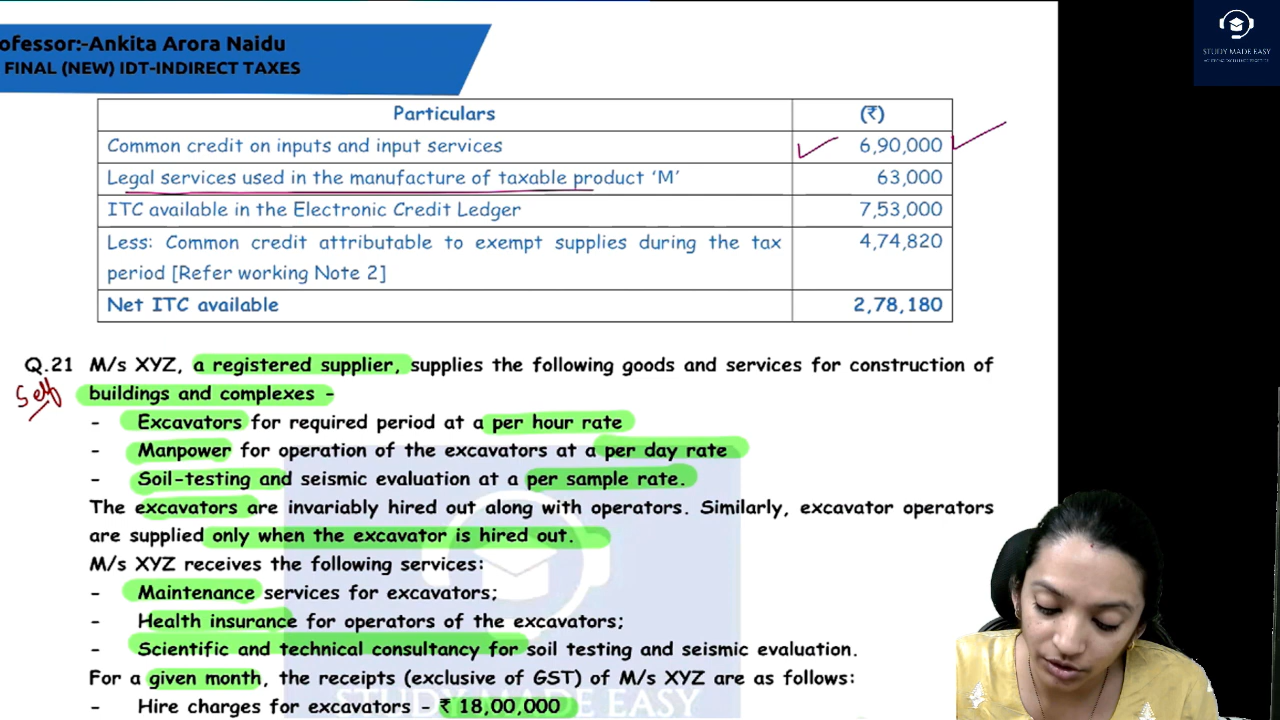 ofessor:-Ankita Arora Naidu
FINAL (NEW) IDT-INDIRECT TAXES
STUDY MADE EASY
Particulars (₹)
Common credit on inputs and input services 6,90,000
Legal services used in the manufacture of taxable product ‘M’ 63,000
ITC available in the Electronic Credit Ledger 7,53,000
Less: Common credit attributable to exempt supplies during the tax 4,74,820
period [Refer working Note 2]
Net ITC available 2,78,180
Q.21 M/s XYZ, a registered supplier, supplies the following goods and services for construction of
Self buildings and complexes -
- Excavators for required period at a per hour rate
- Manpower for operation of the excavators at a per day rate
- Soil-testing and seismic evaluation at a per sample rate.
The excavators are invariably hired out along with operators. Similarly, excavator operators
are supplied only when the excavator is hired out.
M/s XYZ receives the following services:
- Maintenance services for excavators;
- Health insurance for operators of the excavators;
- Scientific and technical consultancy for soil testing and seismic evaluation.
For a given month, the receipts (exclusive of GST) of M/s XYZ are as follows:
- Hire charges for excavators - ₹ 18,00,000
STUDY MADE EASY